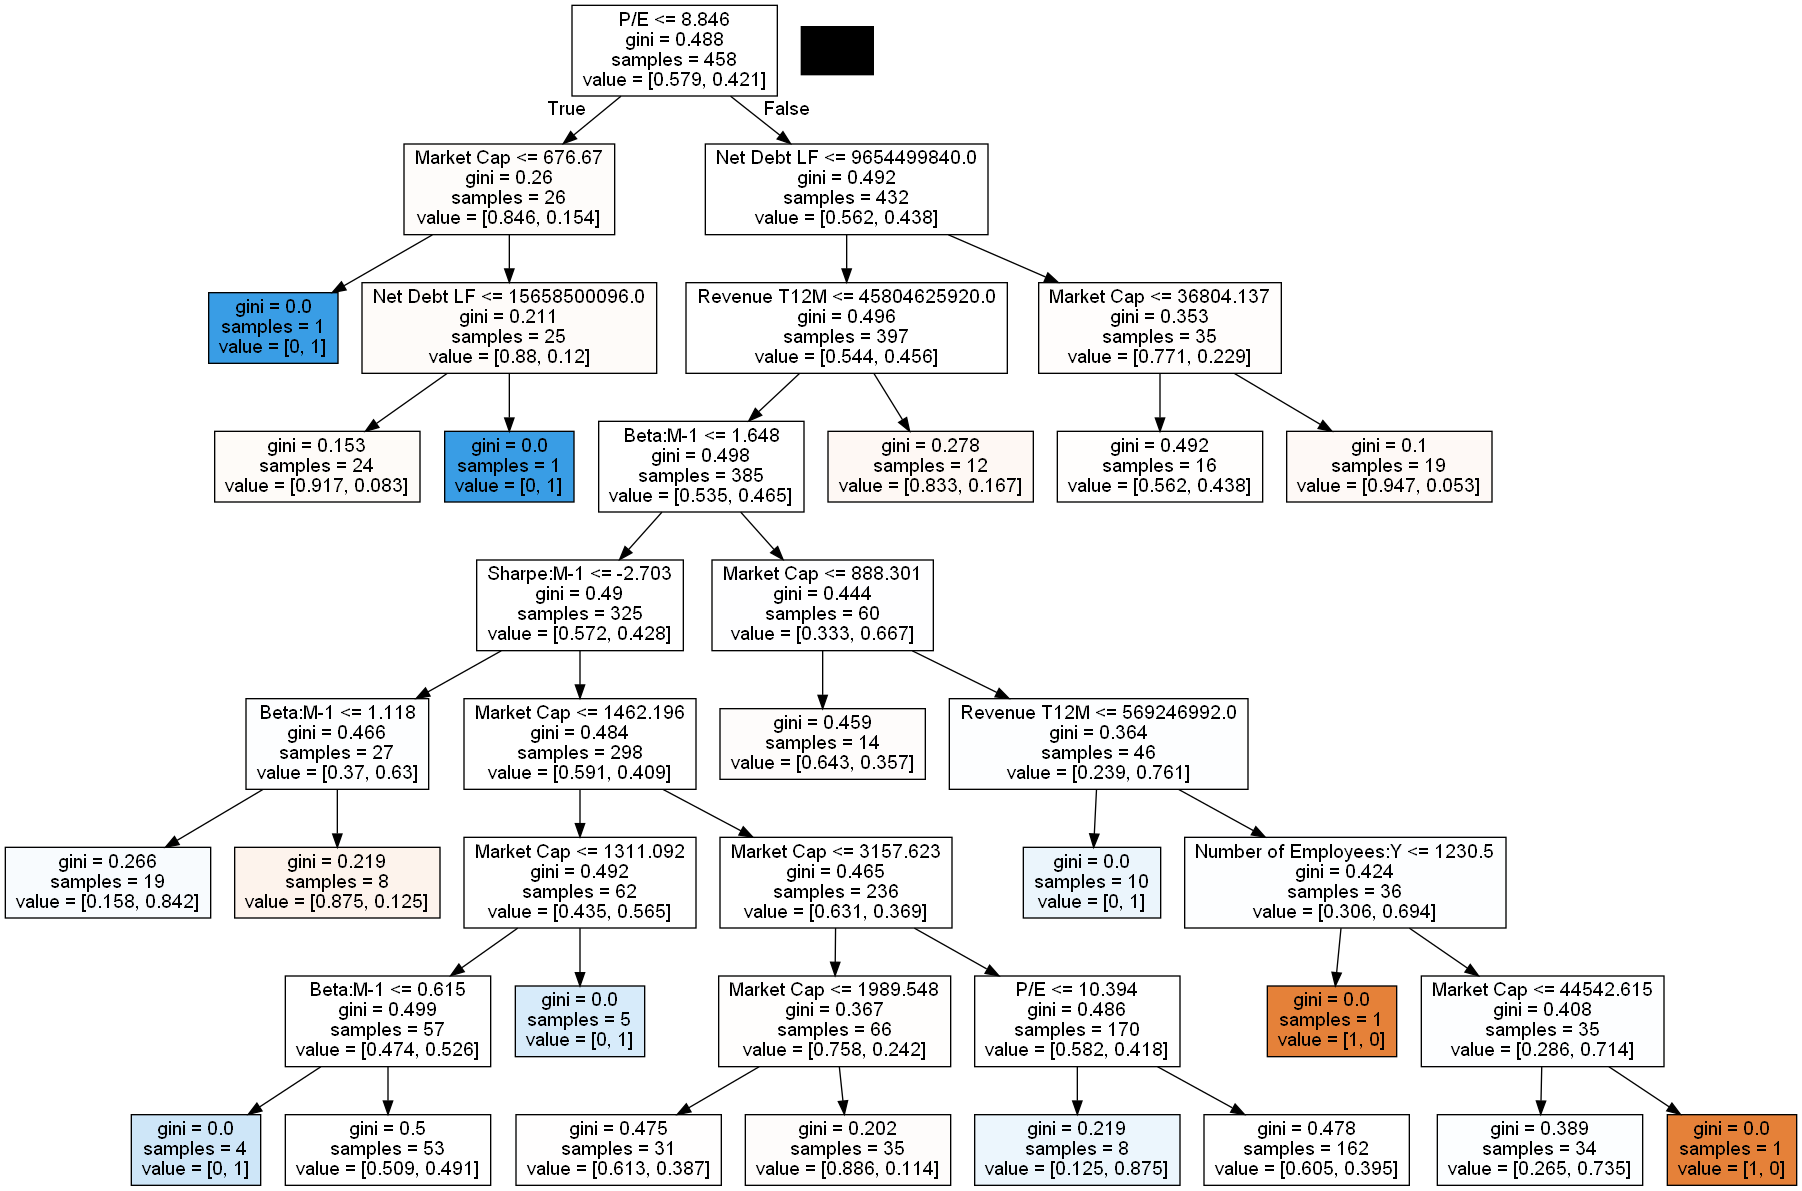 P/E <= 8.846
gini = 0.488
samples = 458
value = [0.579, 0.421]
True
False
Market Cap <= 676.67
gini = 0.26
samples = 26
value = [0.846, 0.154]
Net Debt LF <= 9654499840.0
gini = 0.492
samples = 432
value = [0.562, 0.438]
gini = 0.0
samples = 1
value = [0, 1]
Net Debt LF <= 15658500096.0
gini = 0.211
samples = 25
value = [0.88, 0.12]
Revenue T12M <= 45804625920.0
gini = 0.496
samples = 397
value = [0.544, 0.456]
Market Cap <= 36804.137
gini = 0.353
samples = 35
value = [0.771, 0.229]
gini = 0.153
samples = 24
value = [0.917, 0.083]
gini = 0.0
samples = 1
value = [0, 1]
Beta:M-1 <= 1.648
gini = 0.498
samples = 385
value = [0.535, 0.465]
gini = 0.278
samples = 12
value = [0.833, 0.167]
gini = 0.492
samples = 16
value = [0.562, 0.438]
gini = 0.1
samples = 19
value = [0.947, 0.053]
Sharpe:M-1 <= -2.703
gini = 0.49
samples = 325
value = [0.572, 0.428]
Market Cap <= 888.301
gini = 0.444
samples = 60
value = [0.333, 0.667]
Beta:M-1 <= 1.118
gini = 0.466
samples = 27
value = [0.37, 0.63]
Market Cap <= 1462.196
gini = 0.484
samples = 298
value = [0.591, 0.409]
gini = 0.459
samples = 14
value = [0.643, 0.357]
Revenue T12M <= 569246992.0
gini = 0.364
samples = 46
value = [0.239, 0.761]
gini = 0.266
samples = 19
value = [0.158, 0.842]
gini = 0.219
samples = 8
value = [0.875, 0.125]
Market Cap <= 1311.092
gini = 0.492
samples = 62
value = [0.435, 0.565]
Market Cap <= 3157.623
gini = 0.465
samples = 236
value = [0.631, 0.369]
gini = 0.0
samples = 10
value = [0, 1]
Number of Employees:Y <= 1230.5
gini = 0.424
samples = 36
value = [0.306, 0.694]
Beta:M-1 <= 0.615
gini = 0.499
samples = 57
value = [0.474, 0.526]
gini = 0.0
samples = 5
value = [0, 1]
Market Cap <= 1989.548
gini = 0.367
samples = 66
value = [0.758, 0.242]
P/E <= 10.394
gini = 0.486
samples = 170
value = [0.582, 0.418]
gini = 0.0
samples = 1
value = [1, 0]
Market Cap <= 44542.615
gini = 0.408
samples = 35
value = [0.286, 0.714]
gini = 0.0
samples = 4
value = [0, 1]
gini = 0.5
samples = 53
value = [0.509, 0.491]
gini = 0.475
samples = 31
value = [0.613, 0.387]
gini = 0.202
samples = 35
value = [0.886, 0.114]
gini = 0.219
samples = 8
value = [0.125, 0.875]
gini = 0.478
samples = 162
value = [0.605, 0.395]
gini = 0.389
samples = 34
value = [0.265, 0.735]
gini = 0.0
samples = 1
value = [1, 0]